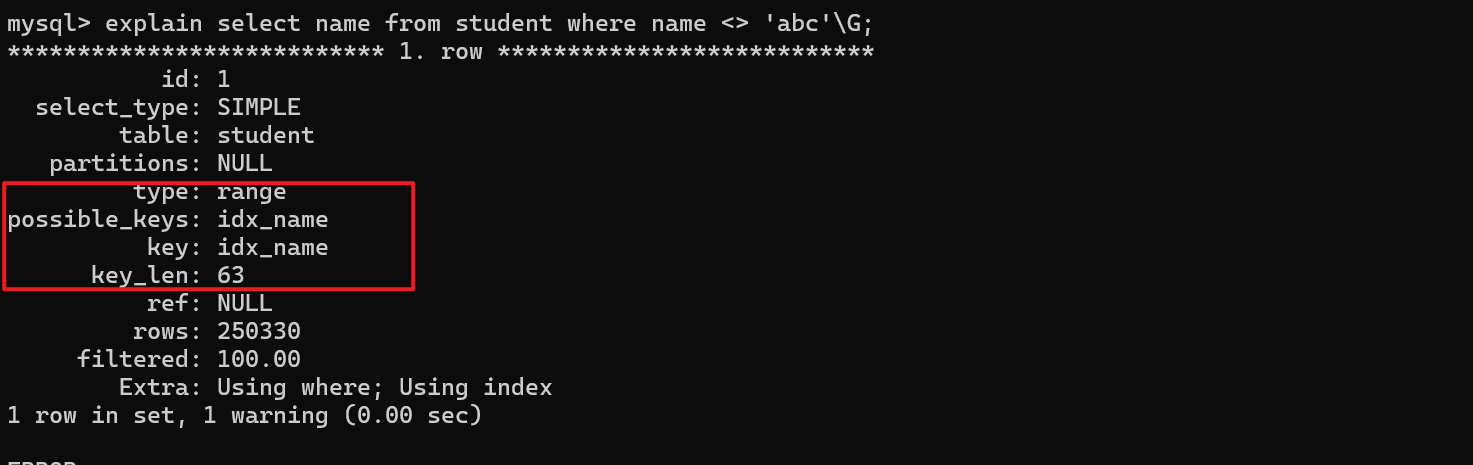 mysql> explain select name from student where name <> 'abc'\G;
*************************** 1. row ***************************
id: 1
select_type: SIMPLE
table: student
partitions: NULL
type: range
possible_keys: idx_name
key: idx_name
key_len: 63
ref: NULL
rows: 250330
filtered: 100.00
Extra: Using where; Using index
1 row in set, 1 warning (0.00 sec)